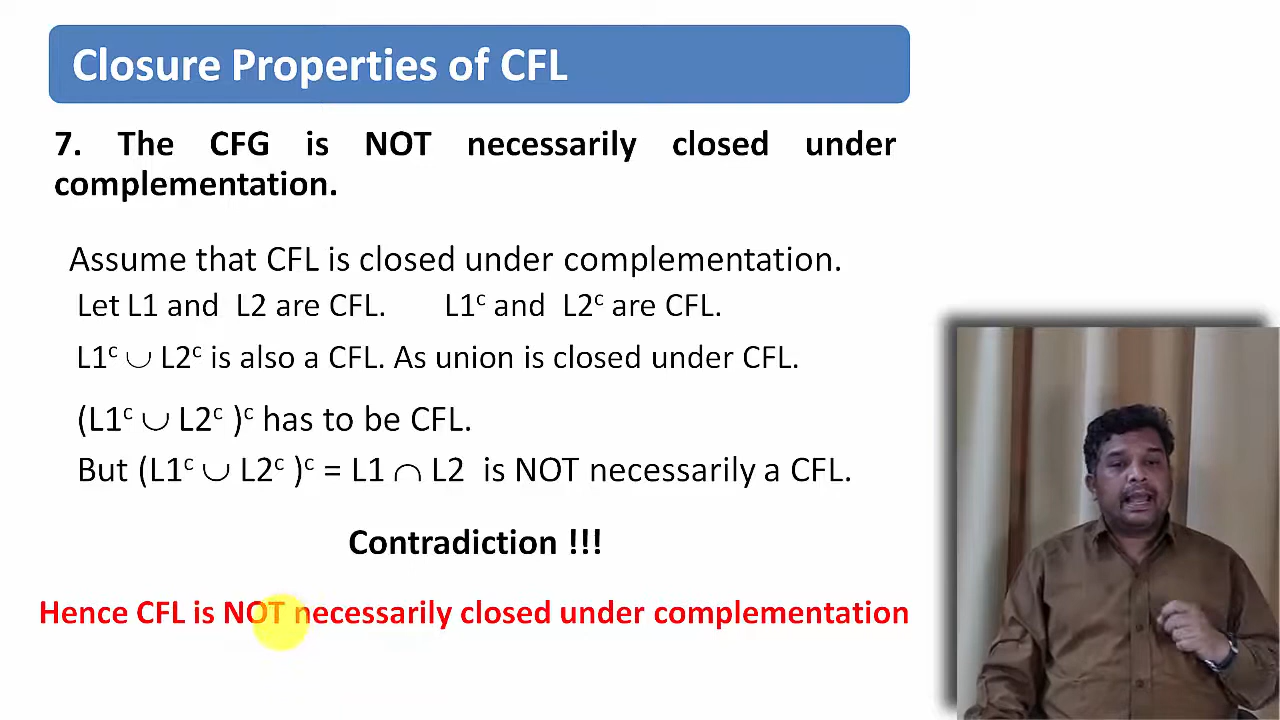 Closure Properties of CFL
7. The CFG is NOT necessarily closed under
complementation.
Assume that CFL is closed under complementation.
Let L1 and L2 are CFL. L1ᶜ and L2ᶜ are CFL.
L1ᶜ ∪ L2ᶜ is also a CFL. As union is closed under CFL.
(L1ᶜ ∪ L2ᶜ )ᶜ has to be CFL.
But (L1ᶜ ∪ L2ᶜ )ᶜ = L1 ∩ L2 is NOT necessarily a CFL.
Contradiction !!!
Hence CFL is NOT necessarily closed under complementation